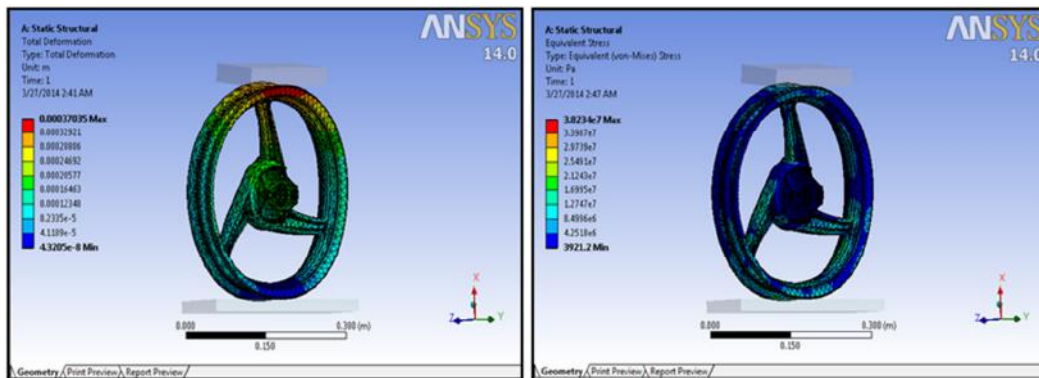 A: Static Structural
Total Deformation
Type: Total Deformation
Unit: m
Time: 1
3/27/2014 2:41 AM
ANSYS
14.0
0.00037035 Max
0.00032921
0.00028806
0.00024692
0.00020577
0.00016463
0.00012348
8.2335e-5
4.1189e-5
4.3205e-8 Min
X
Z
Y
0.000
0.300 (m)
0.150
Geometry Print Preview Report Preview
A: Static Structural
Equivalent Stress
Type: Equivalent (von-Mises) Stress
Unit: Pa
Time: 1
3/27/2014 2:47 AM
ANSYS
14.0
3.8234e7 Max
3.3987e7
2.9739e7
2.5491e7
2.1243e7
1.6995e7
1.2747e7
8.4996e6
4.2518e6
3921.2 Min
X
Z
Y
0.000
0.300 (m)
0.150
Geometry Print Preview Report Preview